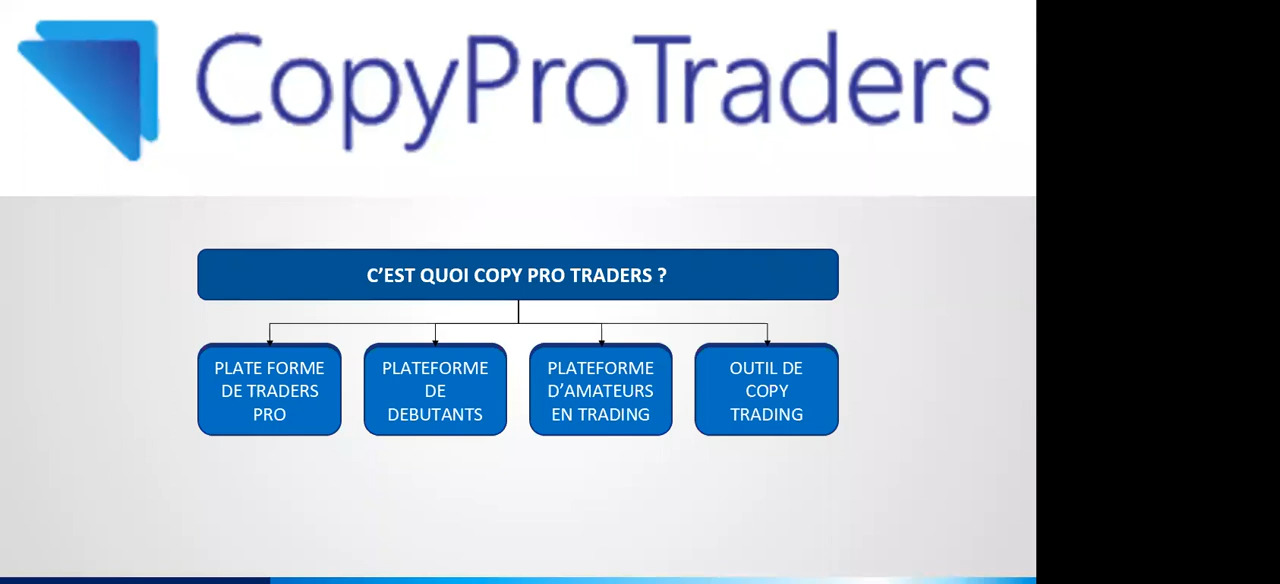 CopyProTraders
C’EST QUOI COPY PRO TRADERS ?
PLATE FORME
DE TRADERS
PRO
PLATEFORME
DE
DEBUTANTS
PLATEFORME
D’AMATEURS
EN TRADING
OUTIL DE
COPY
TRADING